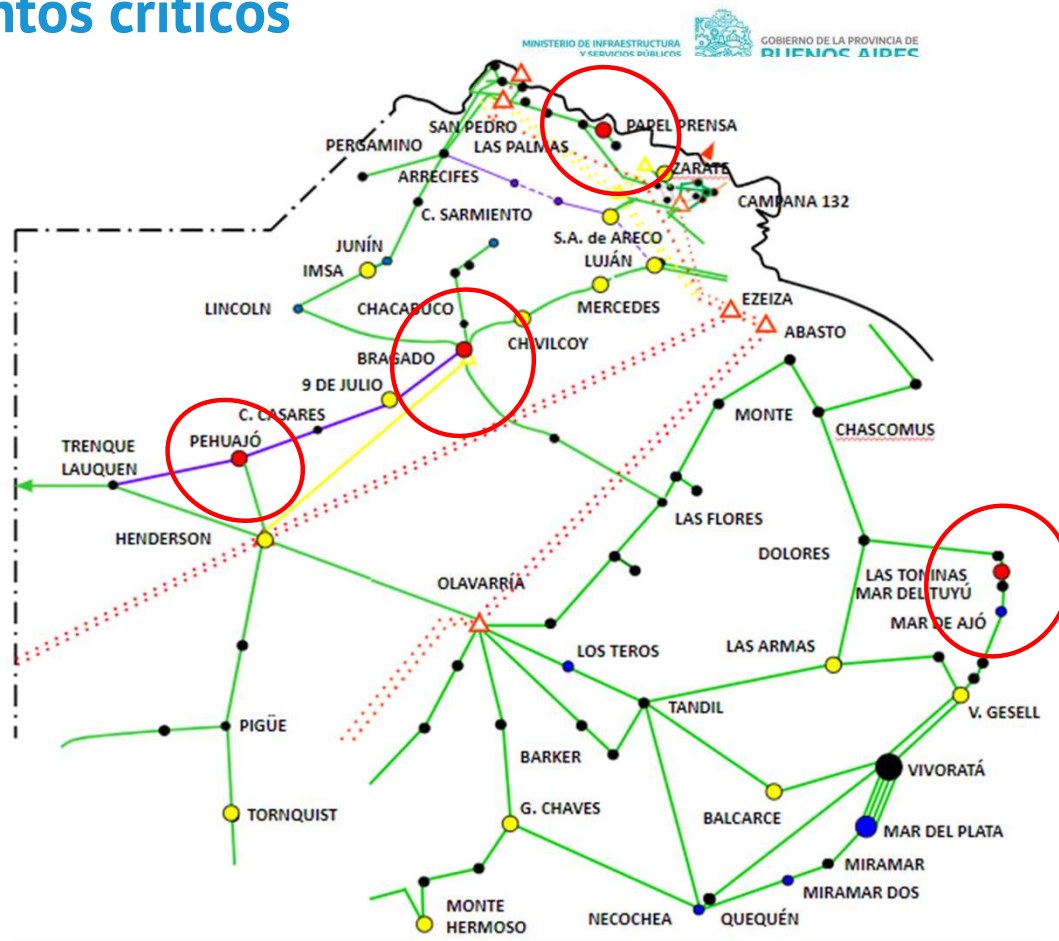 ntos críticos
MINISTERIO DE INFRAESTRUCTURA
Y SERVICIOS PÚBLICOS
GOBIERNO DE LA PROVINCIA DE
BUENOS AIRES
SAN PEDRO
PAPEL PRENSA
PERGAMINO
LAS PALMAS
ZARATE
ARRECIFES
CAMPANA 132
C. SARMIENTO
S.A. de ARECO
JUNÍN
LUJÁN
IMSA
MERCEDES
EZEIZA
LINCOLN
CHACABUCO
ABASTO
CHIVILCOY
BRAGADO
9 DE JULIO
MONTE
C. CASARES
CHASCOMUS
PEHUAJÓ
TRENQUE
LAUQUEN
LAS FLORES
HENDERSON
DOLORES
OLAVARRÍA
LAS TONINAS
MAR DEL TUYÚ
MAR DE AJÓ
LOS TEROS
LAS ARMAS
TANDIL
V. GESELL
PIGÜE
BARKER
VIVORATÁ
TORNQUIST
G. CHAVES
BALCARCE
MAR DEL PLATA
MIRAMAR
MIRAMAR DOS
MONTE
HERMOSO
NECOCHEA
QUEQUÉN